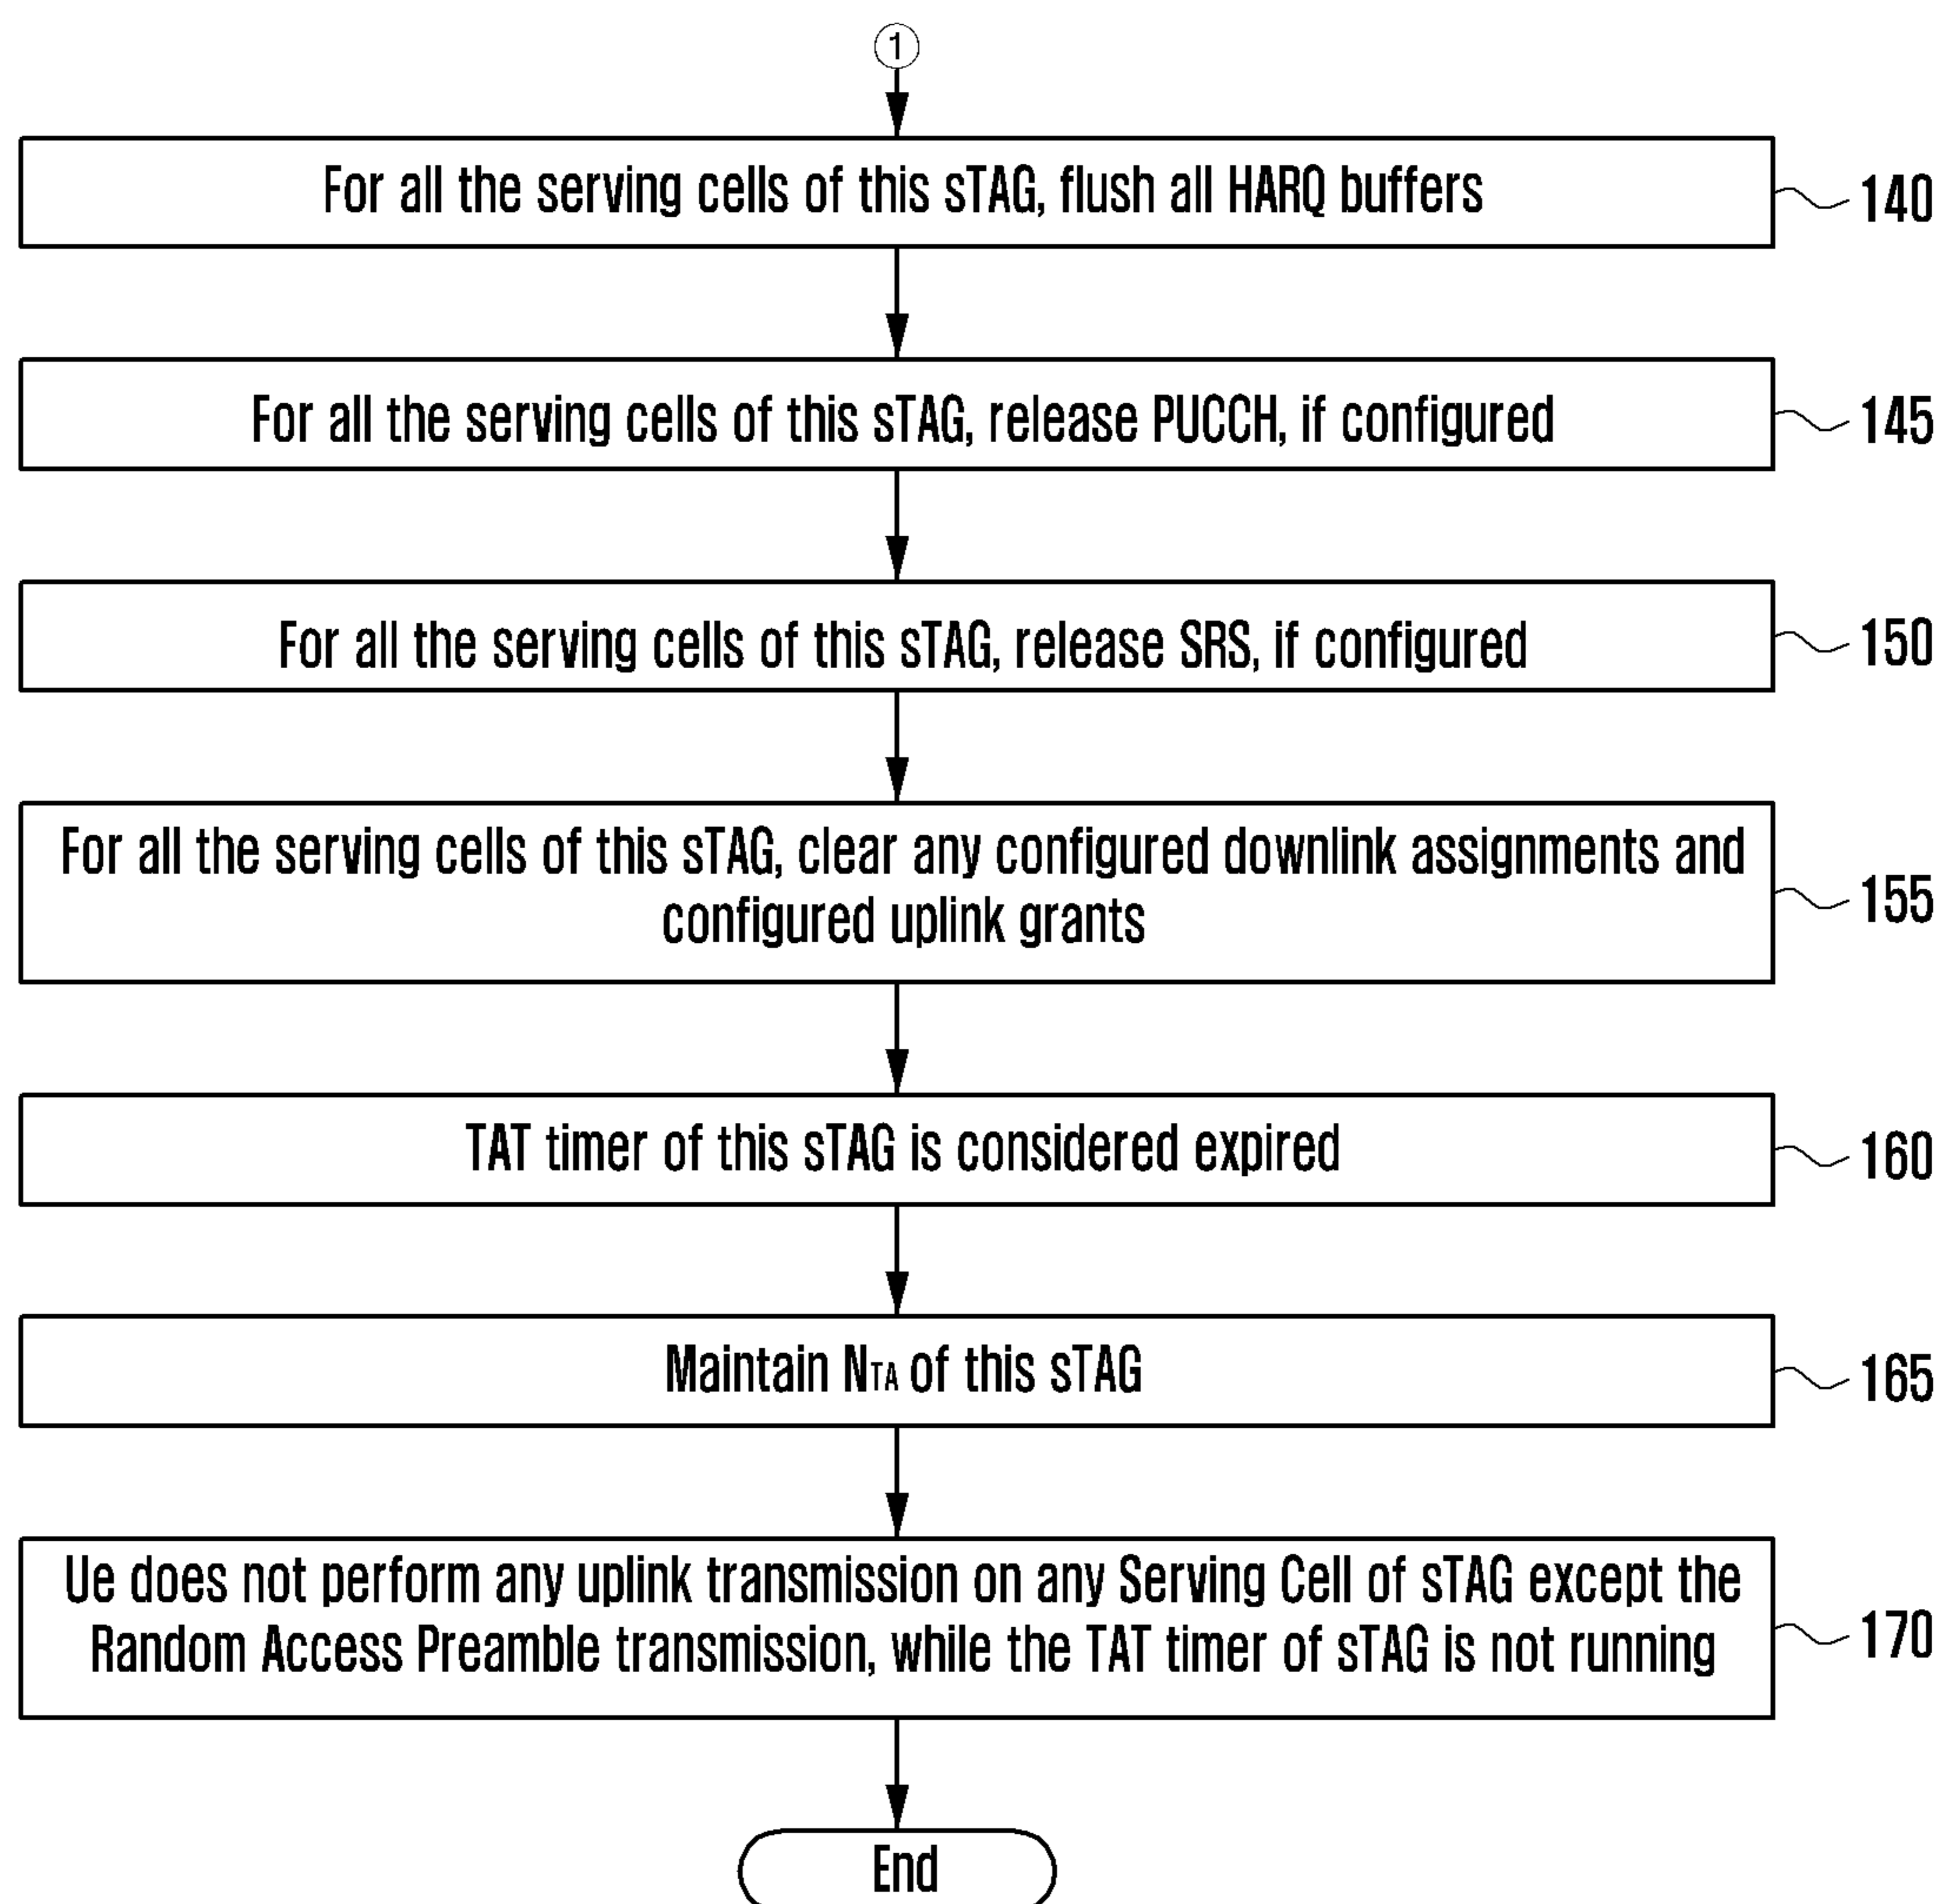 ①
For all the serving cells of this sTAG, flush all HARQ buffers
140
For all the serving cells of this sTAG, release PUCCH, if configured
145
For all the serving cells of this sTAG, release SRS, if configured
150
For all the serving cells of this sTAG, clear any configured downlink assignments and
configured uplink grants
155
TAT timer of this sTAG is considered expired
160
Maintain NTA of this sTAG
165
Ue does not perform any uplink transmission on any Serving Cell of sTAG except the
Random Access Preamble transmission, while the TAT timer of sTAG is not running
170
End